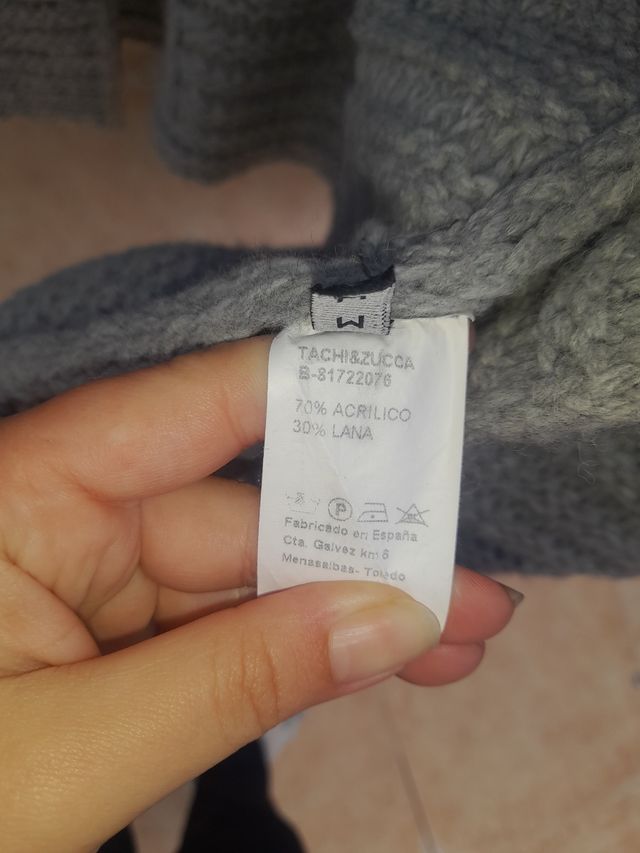 M
TACHI&ZUCCA
B-81722076
70% ACRILICO
30% LANA
P
Fabricado en España
Cta. Galvez km 6
Menasalbas- Toledo